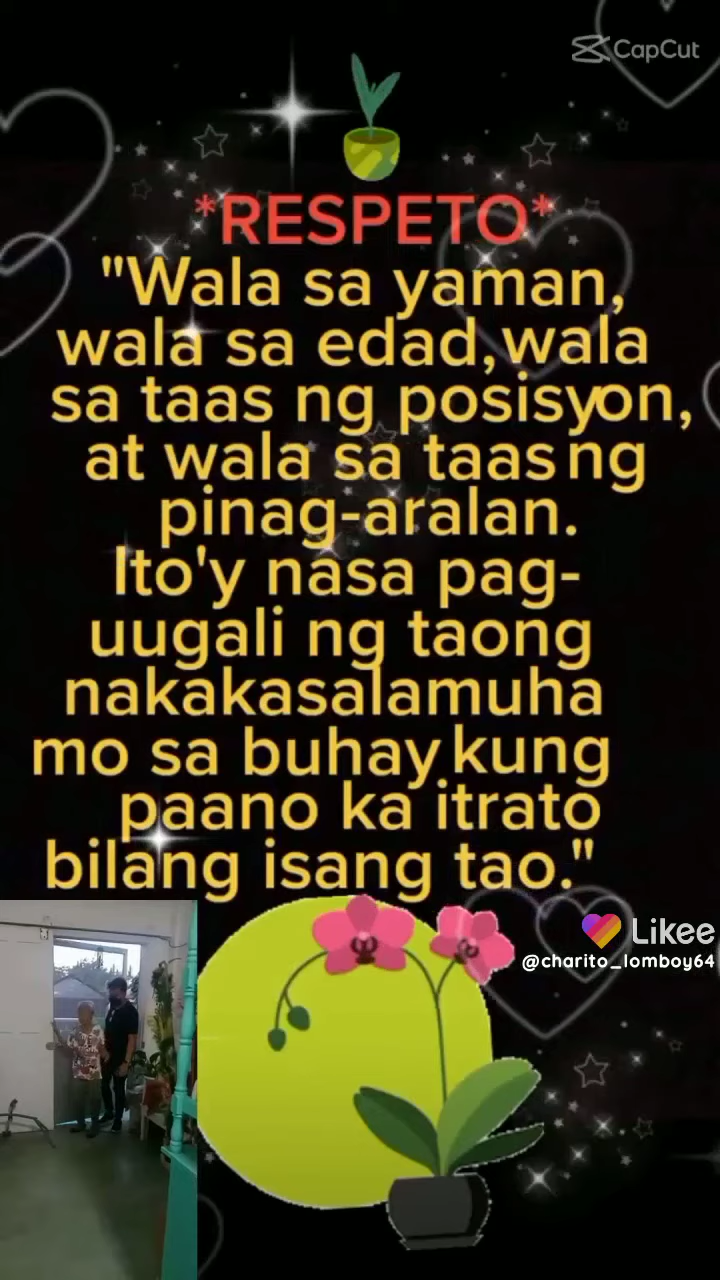 CapCut
*RESPETO*
"Wala sa yaman,
wala sa edad,wala
sa taas ng posisyon,
at wala sa taas ng
pinag-aralan.
Ito'y nasa pag-
uugali ng taong
nakakasalamuha
mo sa buhay kung
paano ka itrato
bilang isang tao."
Likee
@charito_lomboy64